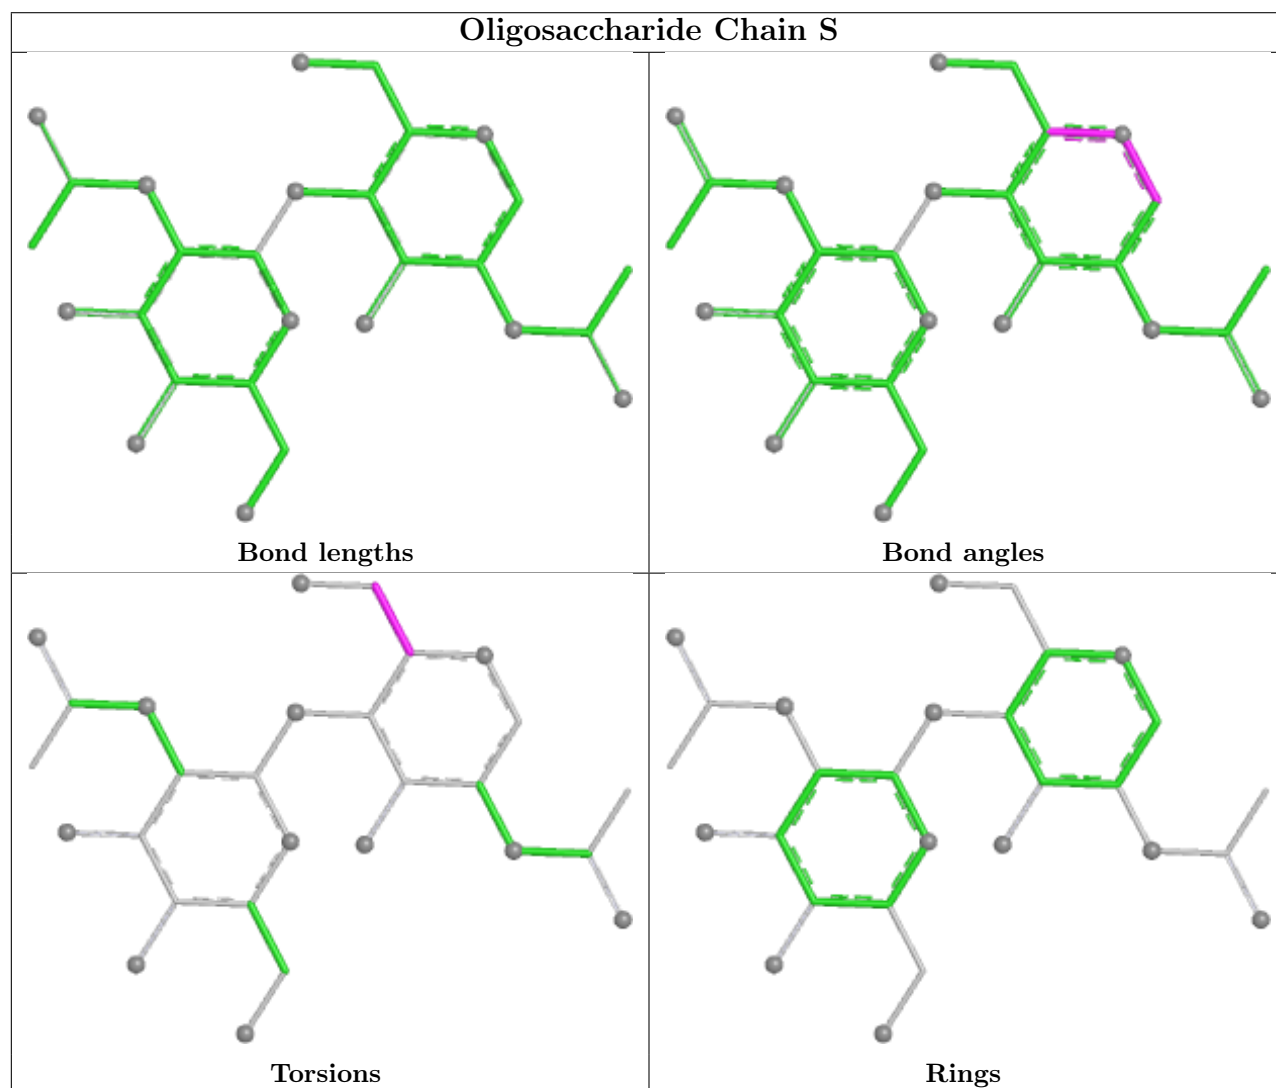 Oligosaccharide Chain S
Bond lengths
Bond angles
Torsions
Rings